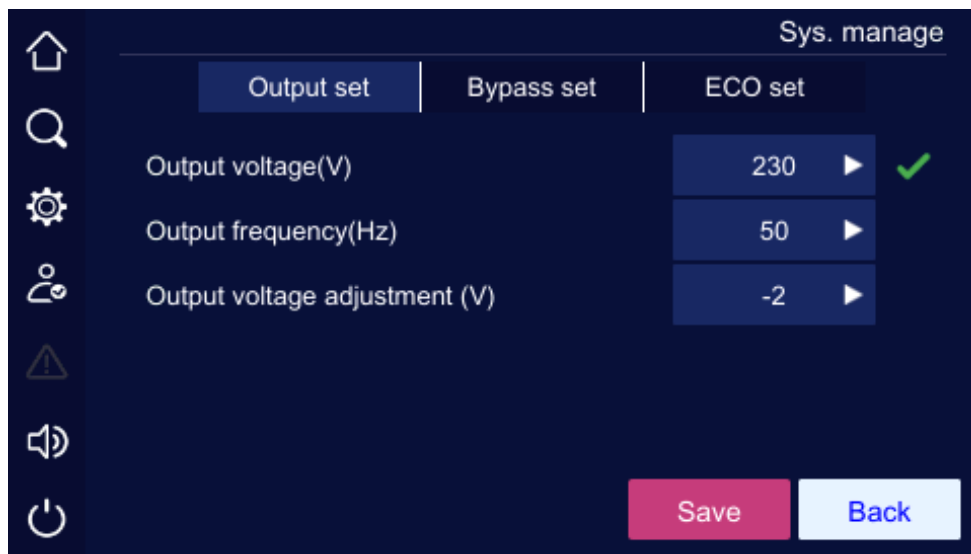 Sys. manage
Output set Bypass set ECO set
Output voltage(V) 230
Output frequency(Hz) 50
Output voltage adjustment (V) -2
Save Back